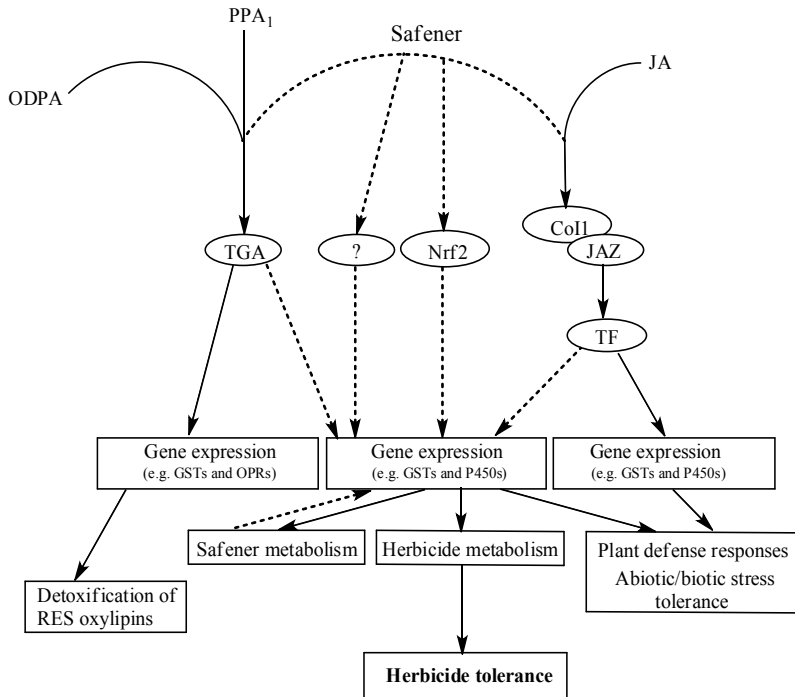 PPA1
Safener
JA
ODPA
CoI1
TGA
?
Nrf2
JAZ
TF
Gene expression
(e.g. GSTs and OPRs)
Gene expression
(e.g. GSTs and P450s)
Gene expression
(e.g. GSTs and P450s)
Safener metabolism
Herbicide metabolism
Plant defense responses
Abiotic/biotic stress
tolerance
Detoxification of
RES oxylipins
Herbicide tolerance